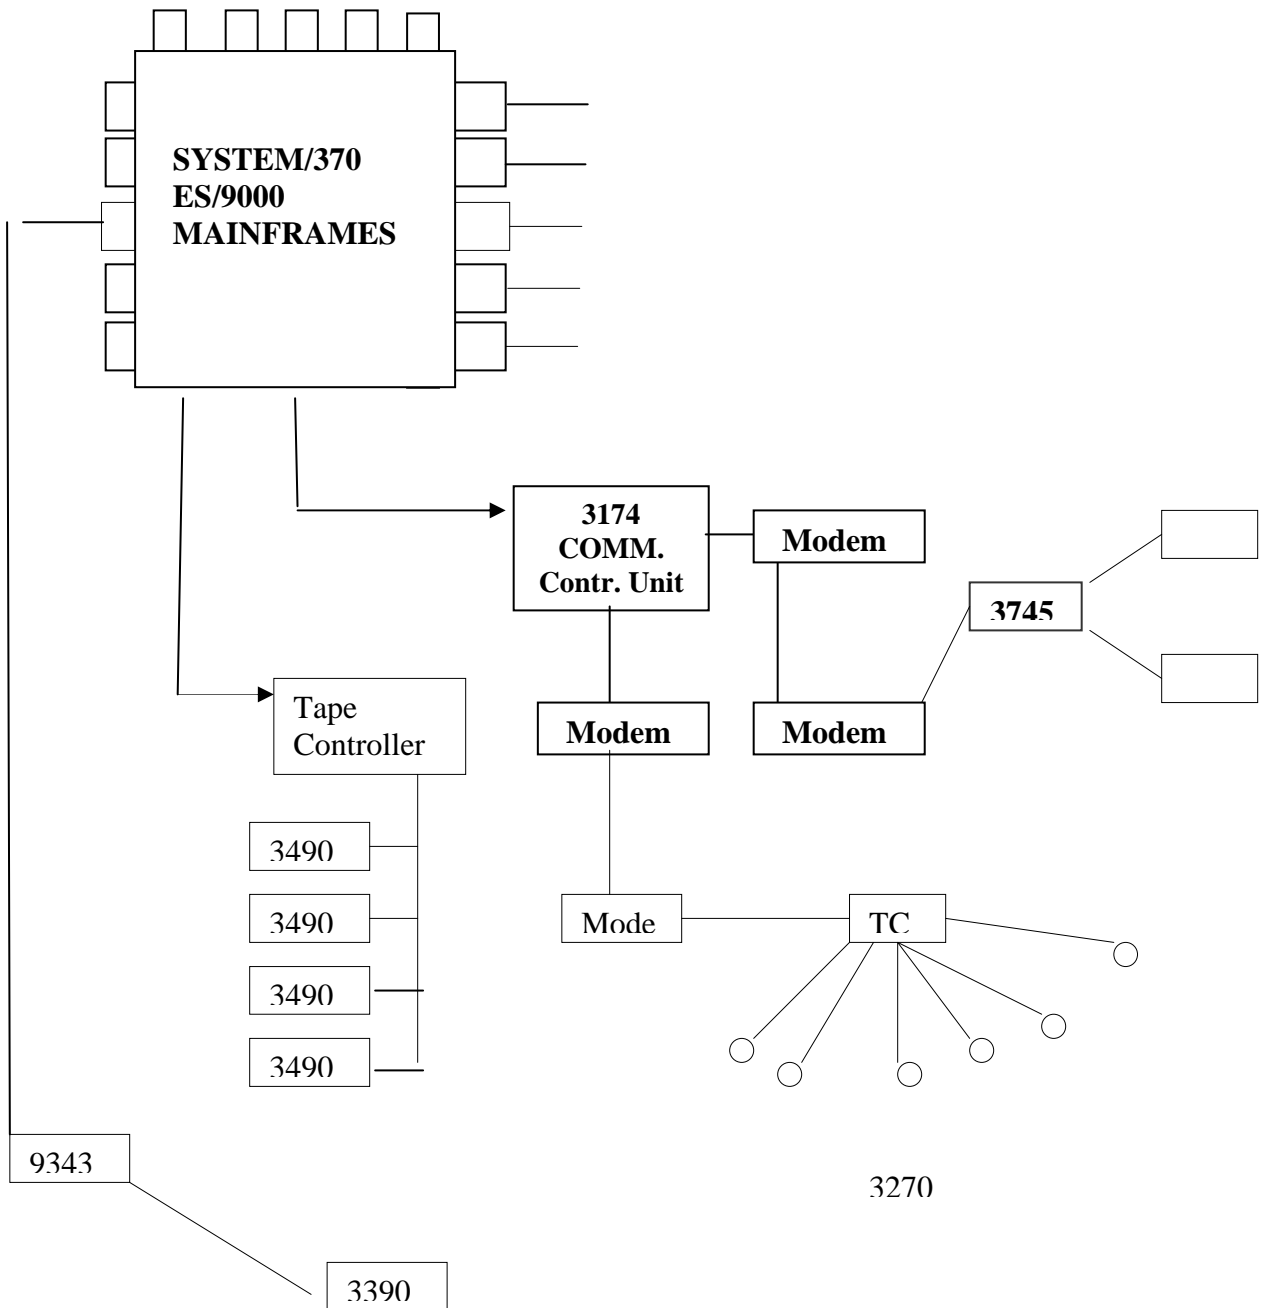 SYSTEM/370
ES/9000
MAINFRAMES
3174
COMM.
Contr. Unit
Modem
3745
Tape
Controller
Modem
Modem
3490
3490
3490
3490
Mode
TC
9343
3270
3390